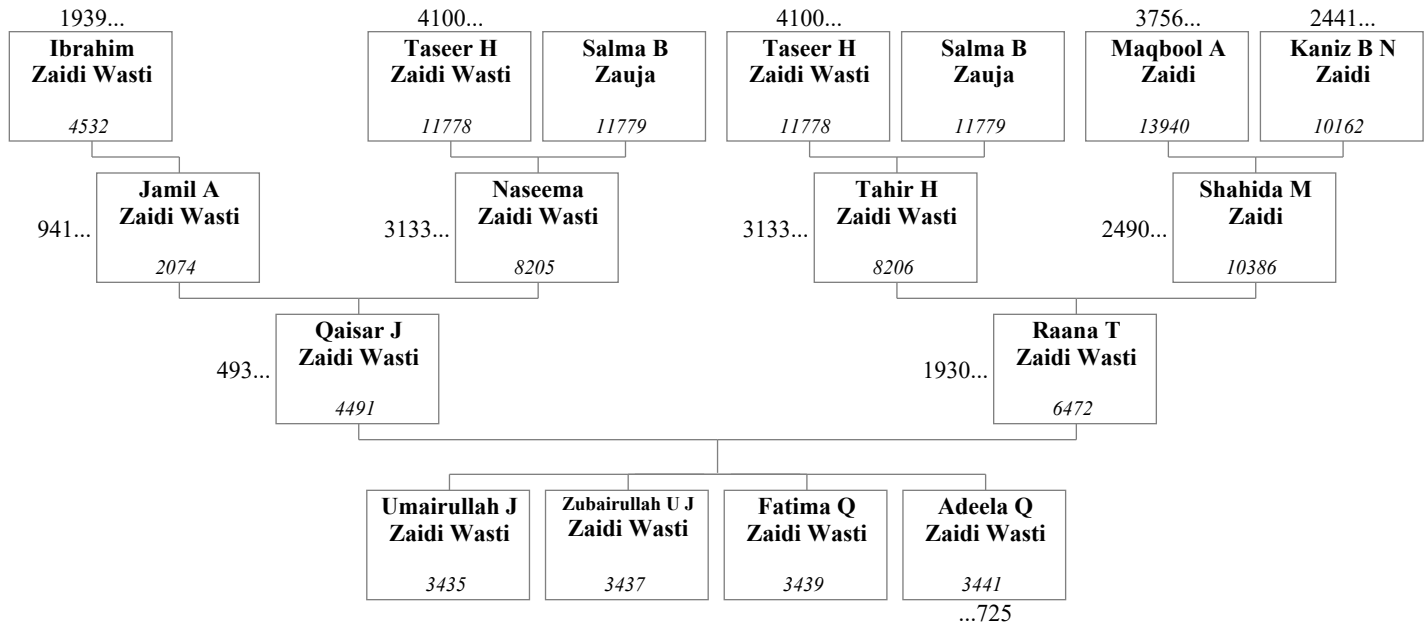 1939...
4100...
4100...
3756...
2441...
Ibrahim
Zaidi Wasti
4532
Taseer H
Zaidi Wasti
11778
Salma B
Zauja
11779
Taseer H
Zaidi Wasti
11778
Salma B
Zauja
11779
Maqbool A
Zaidi
13940
Kaniz B N
Zaidi
10162
941...
Jamil A
Zaidi Wasti
2074
3133...
Naseema
Zaidi Wasti
8205
3133...
Tahir H
Zaidi Wasti
8206
2490...
Shahida M
Zaidi
10386
493...
Qaisar J
Zaidi Wasti
4491
1930...
Raana T
Zaidi Wasti
6472
Umairullah J
Zaidi Wasti
3435
Zubairullah U J
Zaidi Wasti
3437
Fatima Q
Zaidi Wasti
3439
Adeela Q
Zaidi Wasti
3441
...725